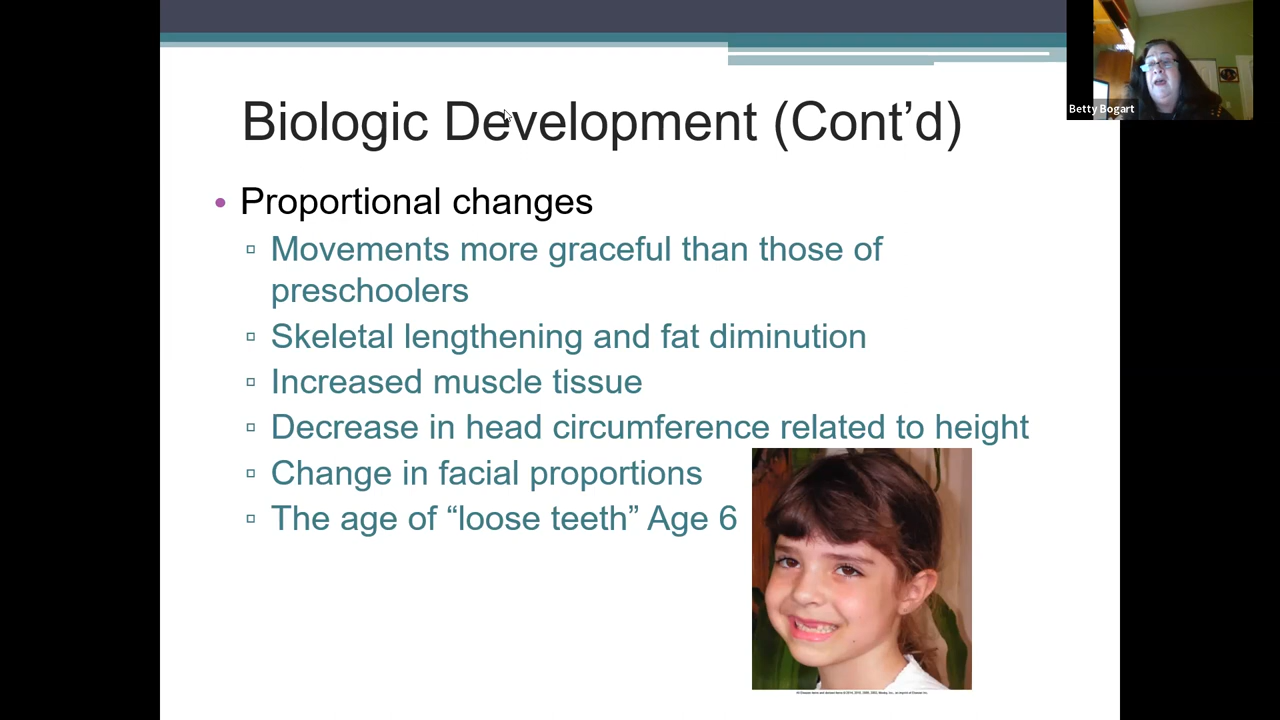 Biologic Development (Cont’d)
Betty Bogart
• Proportional changes
▫ Movements more graceful than those of
preschoolers
▫ Skeletal lengthening and fat diminution
▫ Increased muscle tissue
▫ Decrease in head circumference related to height
▫ Change in facial proportions
▫ The age of “loose teeth” Age 6